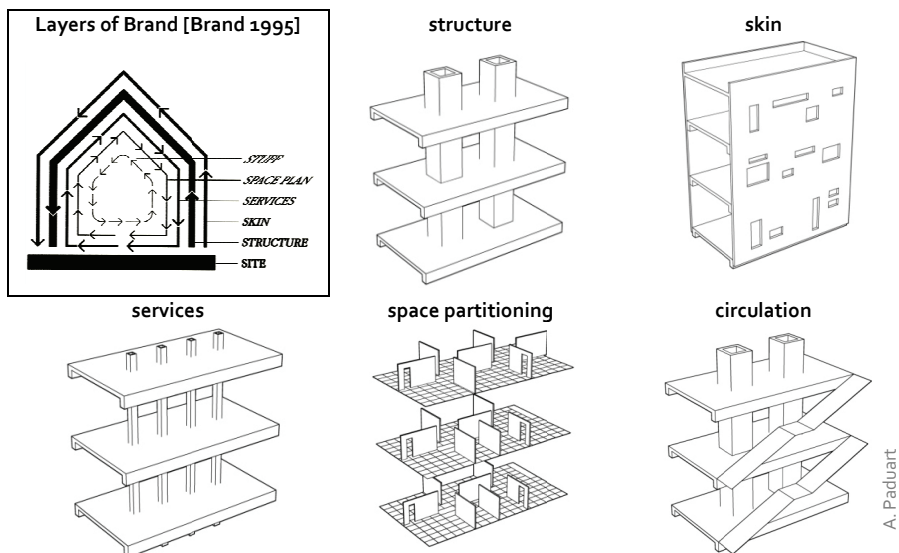 Layers of Brand [Brand 1995]
STUFF
SPACE PLAN
SERVICES
SKIN
STRUCTURE
SITE
structure
skin
services
space partitioning
circulation
A. Paduart